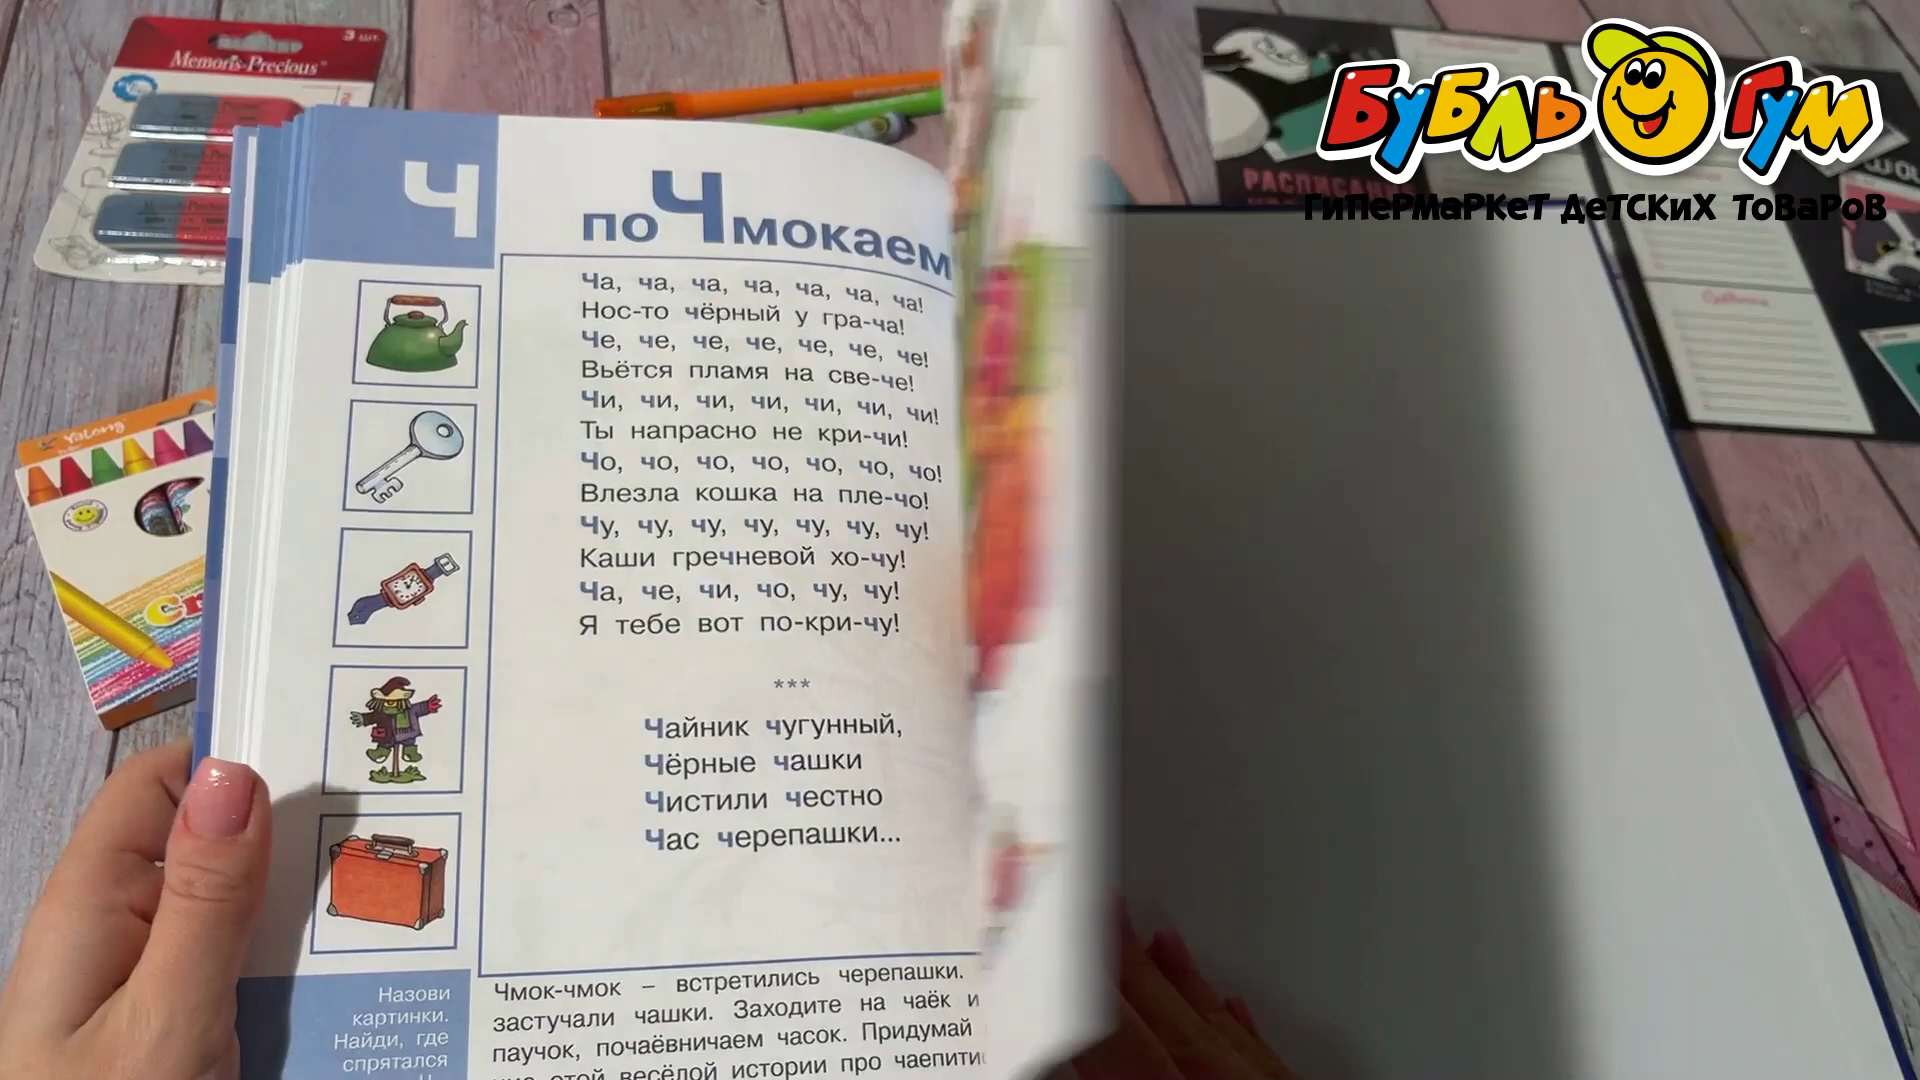 3 шт.
Memoris-Precious
YaLong
БУБЛЬ ГУМ
ГИПЕРМАРКЕТ ДЕТСКИХ ТОВАРОВ
РАСПИСАНИЕ
Ч
поЧмокаем
Ча, ча, ча, ча, ча, ча, ча!
Нос-то чёрный у гра-ча!
Че, че, че, че, че, че, че!
Вьётся пламя на све-че!
Чи, чи, чи, чи, чи, чи, чи!
Ты напрасно не кри-чи!
Чо, чо, чо, чо, чо, чо, чо!
Влезла кошка на пле-чо!
Чу, чу, чу, чу, чу, чу, чу!
Каши гречневой хо-чу!
Ча, че, чи, чо, чу, чу!
Я тебе вот по-кри-чу!
***
Чайник чугунный,
Чёрные чашки
Чистили честно
Час черепашки...
Назови
картинки.
Найди, где
спрятался
Чмок-чмок – встретились черепашки.
застучали чашки. Заходите на чаёк и
паучок, почаёвничаем часок. Придумай
этой весёлой истории про чаепити